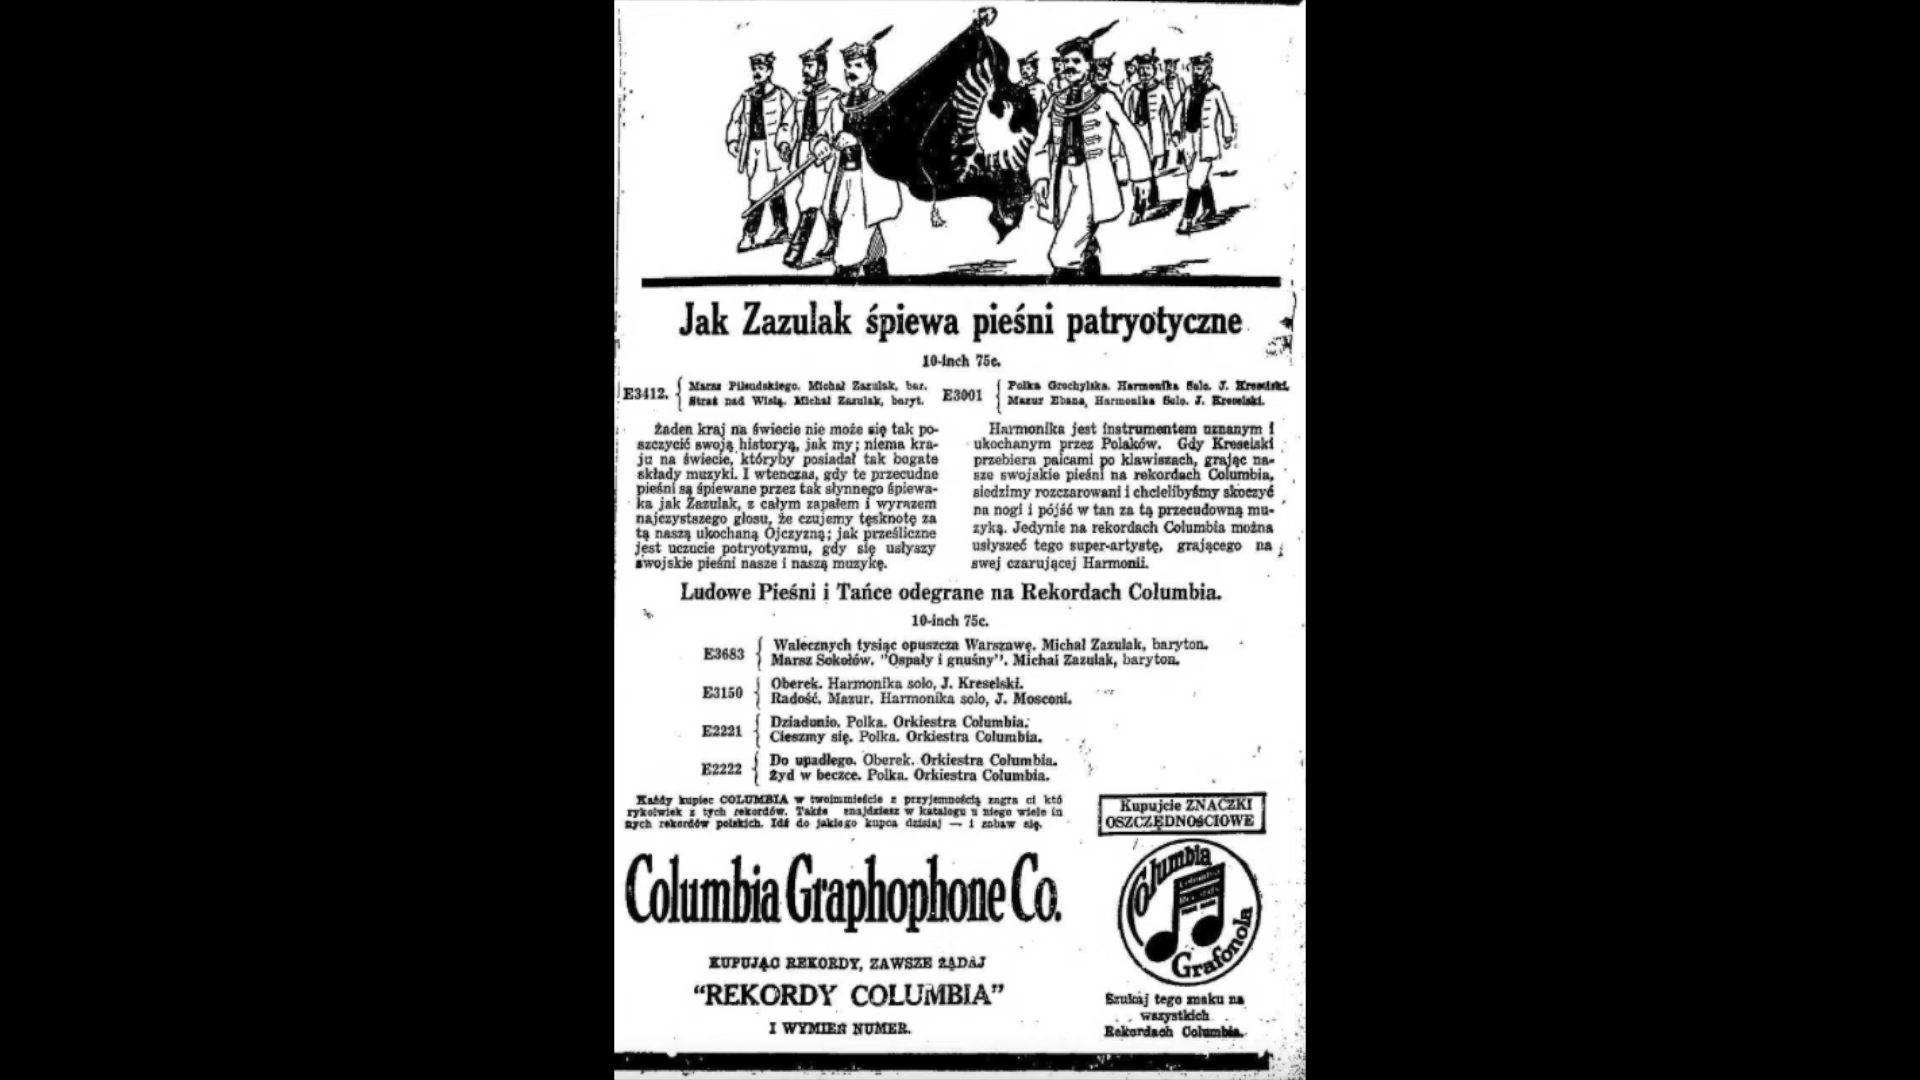 Jak Zazulak śpiewa pieśni patryotyczne
10-inch 75c.
E3412. { Marsz Piłsudskiego. Michał Zazulak, bar.
Straż nad Wisłą. Michał Zazulak, baryt.
E3001 { Polka Grochylska. Harmonika Solo. J. Kreselski.
Mazur Ebana, Harmonika Solo. J. Kreselski.
Żaden kraj na świecie nie może się tak po-
szczycić swoją historyą, jak my; niema kra-
ju na świecie, któryby posiadał tak bogate
składy muzyki. I wtenczas, gdy te przecudne
pieśni są śpiewane przez tak słynnego śpiewa-
ka jak Zazulak, z całym zapałem i wyrazem
najczystszego głosu, że czujemy tęsknotę za
tą naszą ukochaną Ojczyzną; jak prześliczne
jest uczucie potryotyzmu, gdy się usłyszy
swojskie pieśni nasze i naszą muzykę.
Harmonika jest instrumentem uznanym i
ukochanym przez Polaków. Gdy Kreselski
przebiera palcami po klawiszach, grając na-
sze swojskie pieśni na rekordach Columbia,
siedzimy rozczarowani i chcielibyśmy skoczyć
na nogi i pójść w tan za tą przecudowną mu-
zyką. Jedynie na rekordach Columbia można
usłyszeć tego super-artystę, grającego na
swej czarującej Harmonii.
Ludowe Pieśni i Tańce odegrane na Rekordach Columbia.
10-inch 75c.
E3683 { Walecznych tysiąc opuszcza Warszawę. Michał Zazulak, baryton.
Marsz Sokołów. "Ospały i gnuśny". Michał Zazulak, baryton.
E3150 { Oberek. Harmonika solo, J. Kreselski.
Radość. Mazur. Harmonika solo, J. Mosconi.
E2221 { Dziadunio. Polka. Orkiestra Columbia.
Cieszmy się. Polka. Orkiestra Columbia.
E2222 { Do upadłego. Oberek. Orkiestra Columbia.
Żyd w beczce. Polka. Orkiestra Columbia.
Każdy kupiec COLUMBIA w twoimmieście z przyjemnością zagra ci któ
rykolwiek z tych rekordów. Także znajdziesz w katalogu u niego wiele in
nych rekordów polskich. Idź do jakiego kupca dzisiaj — i zabaw się.
Kupujcie ZNACZKI
OSZCZĘDNOŚCIOWE
Columbia Graphophone Co.
Columbia
Grafonola
KUPUJĄC REKORDY, ZAWSZE ŻĄDAJ
"REKORDY COLUMBIA"
I WYMIEŃ NUMER.
Szukaj tego znaku na
wszystkich
Rekordach Columbia.